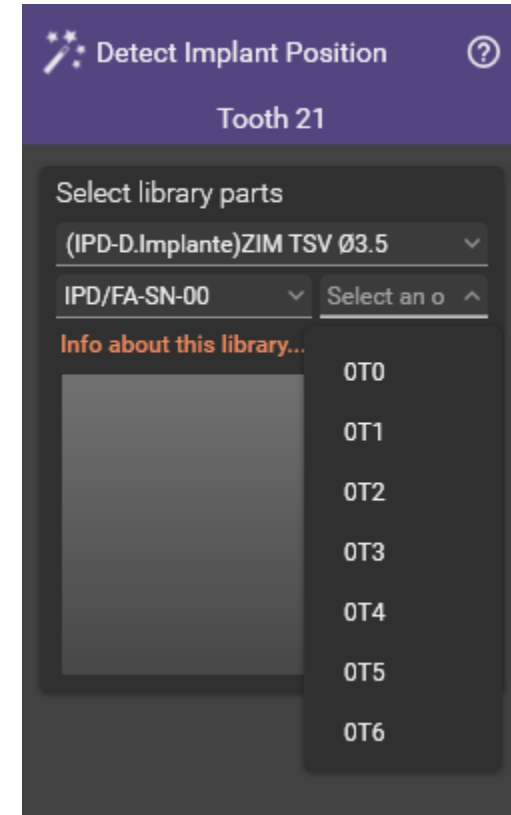 Detect Implant Position
Tooth 21
Select library parts
(IPD-D.Implante)ZIM TSV Ø3.5
IPD/FA-SN-00
Select an o
Info about this library...
0T0
0T1
0T2
0T3
0T4
0T5
0T6